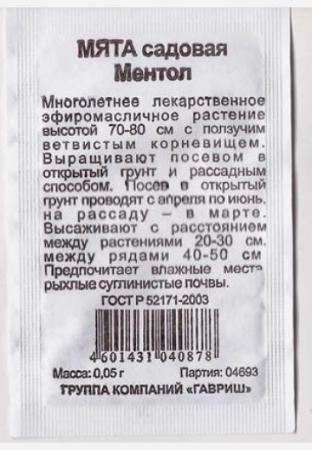 МЯТА садовая
Ментол
Многолетнее лекарственное
эфиромасличное растение
высотой 70-80 см с ползучим
ветвистым корневищем.
Выращивают посевом в
открытый грунт и рассадным
способом. Посев в открытый
грунт проводят с апреля по июнь,
на рассаду – в марте.
Высаживают с расстоянием
между растениями 20-30 см,
между рядами 40-50 см
Предпочитает влажные места
рыхлые суглинистые почвы.
ГОСТ Р 52171-2003
4 601431 040878
Масса: 0,05 г Партия: 04693
ГРУППА КОМПАНИЙ «ГАВРИШ»